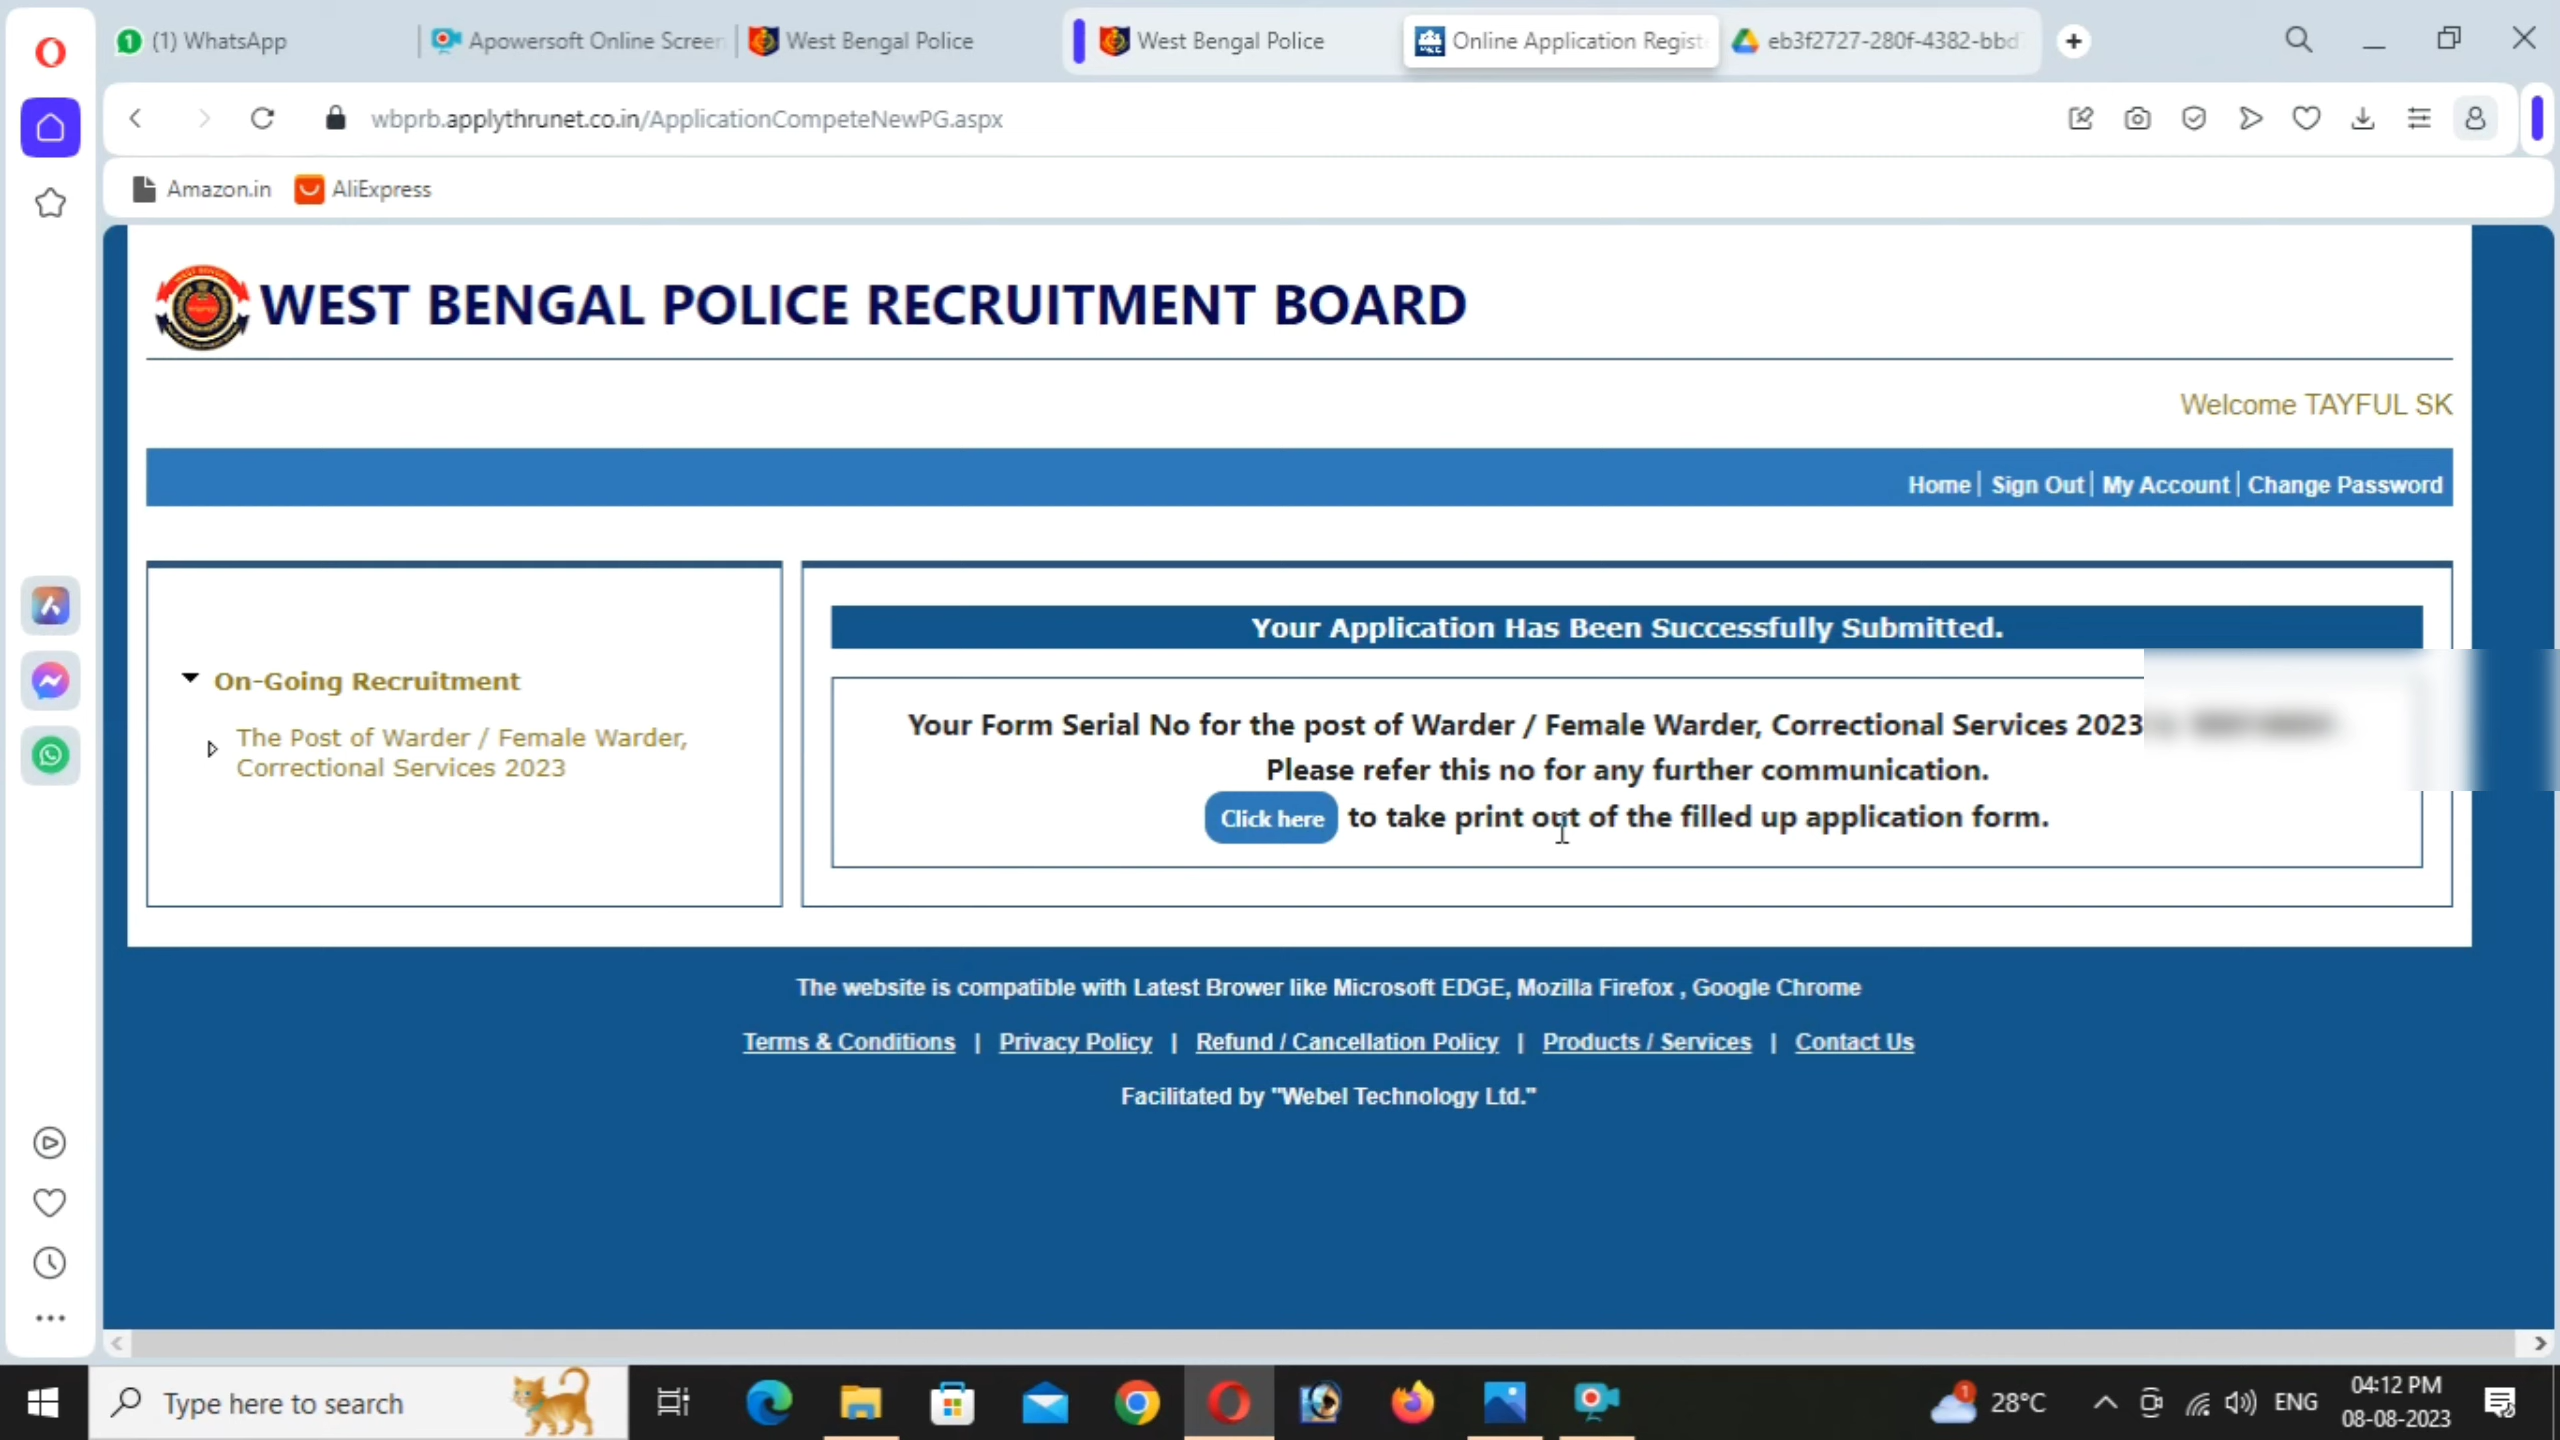 (1) WhatsApp
Apowersoft Online Screen
West Bengal Police
West Bengal Police
Online Application Registe
eb3f2727-280f-4382-bbd
wbprb.applythrunet.co.in/ApplicationCompeteNewPG.aspx
Amazon.in
AliExpress
WEST BENGAL POLICE RECRUITMENT BOARD
Welcome TAYFUL SK
Home| Sign Out| My Account| Change Password
On-Going Recruitment
The Post of Warder / Female Warder,
Correctional Services 2023
Your Application Has Been Successfully Submitted.
Your Form Serial No for the post of Warder / Female Warder, Correctional Services 2023
Please refer this no for any further communication.
Click here to take print out of the filled up application form.
The website is compatible with Latest Brower like Microsoft EDGE, Mozilla Firefox , Google Chrome
Terms & Conditions | Privacy Policy | Refund / Cancellation Policy | Products / Services | Contact Us
Facilitated by "Webel Technology Ltd."
Type here to search
1
28°C
ENG
04:12 PM
08-08-2023